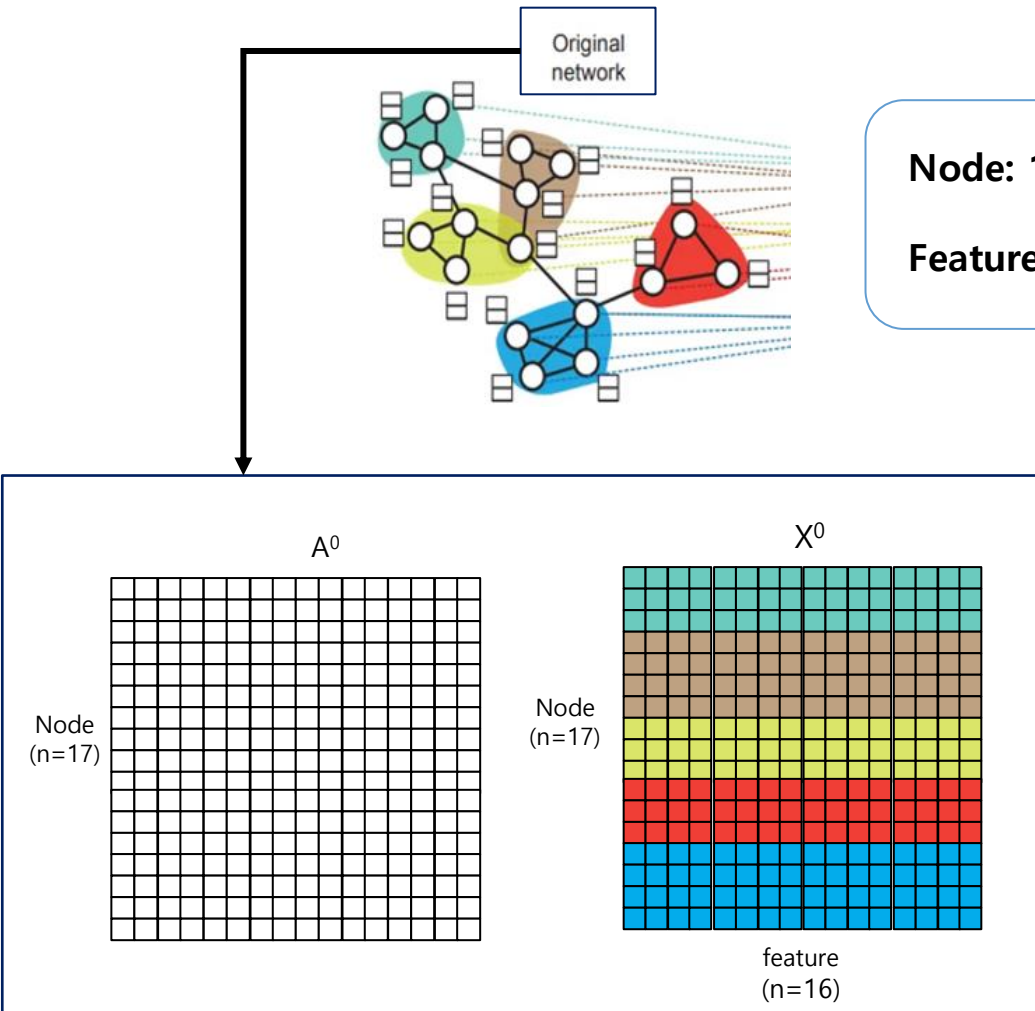 Original
network
Node: 1
Feature
A⁰
X⁰
Node
(n=17)
Node
(n=17)
feature
(n=16)